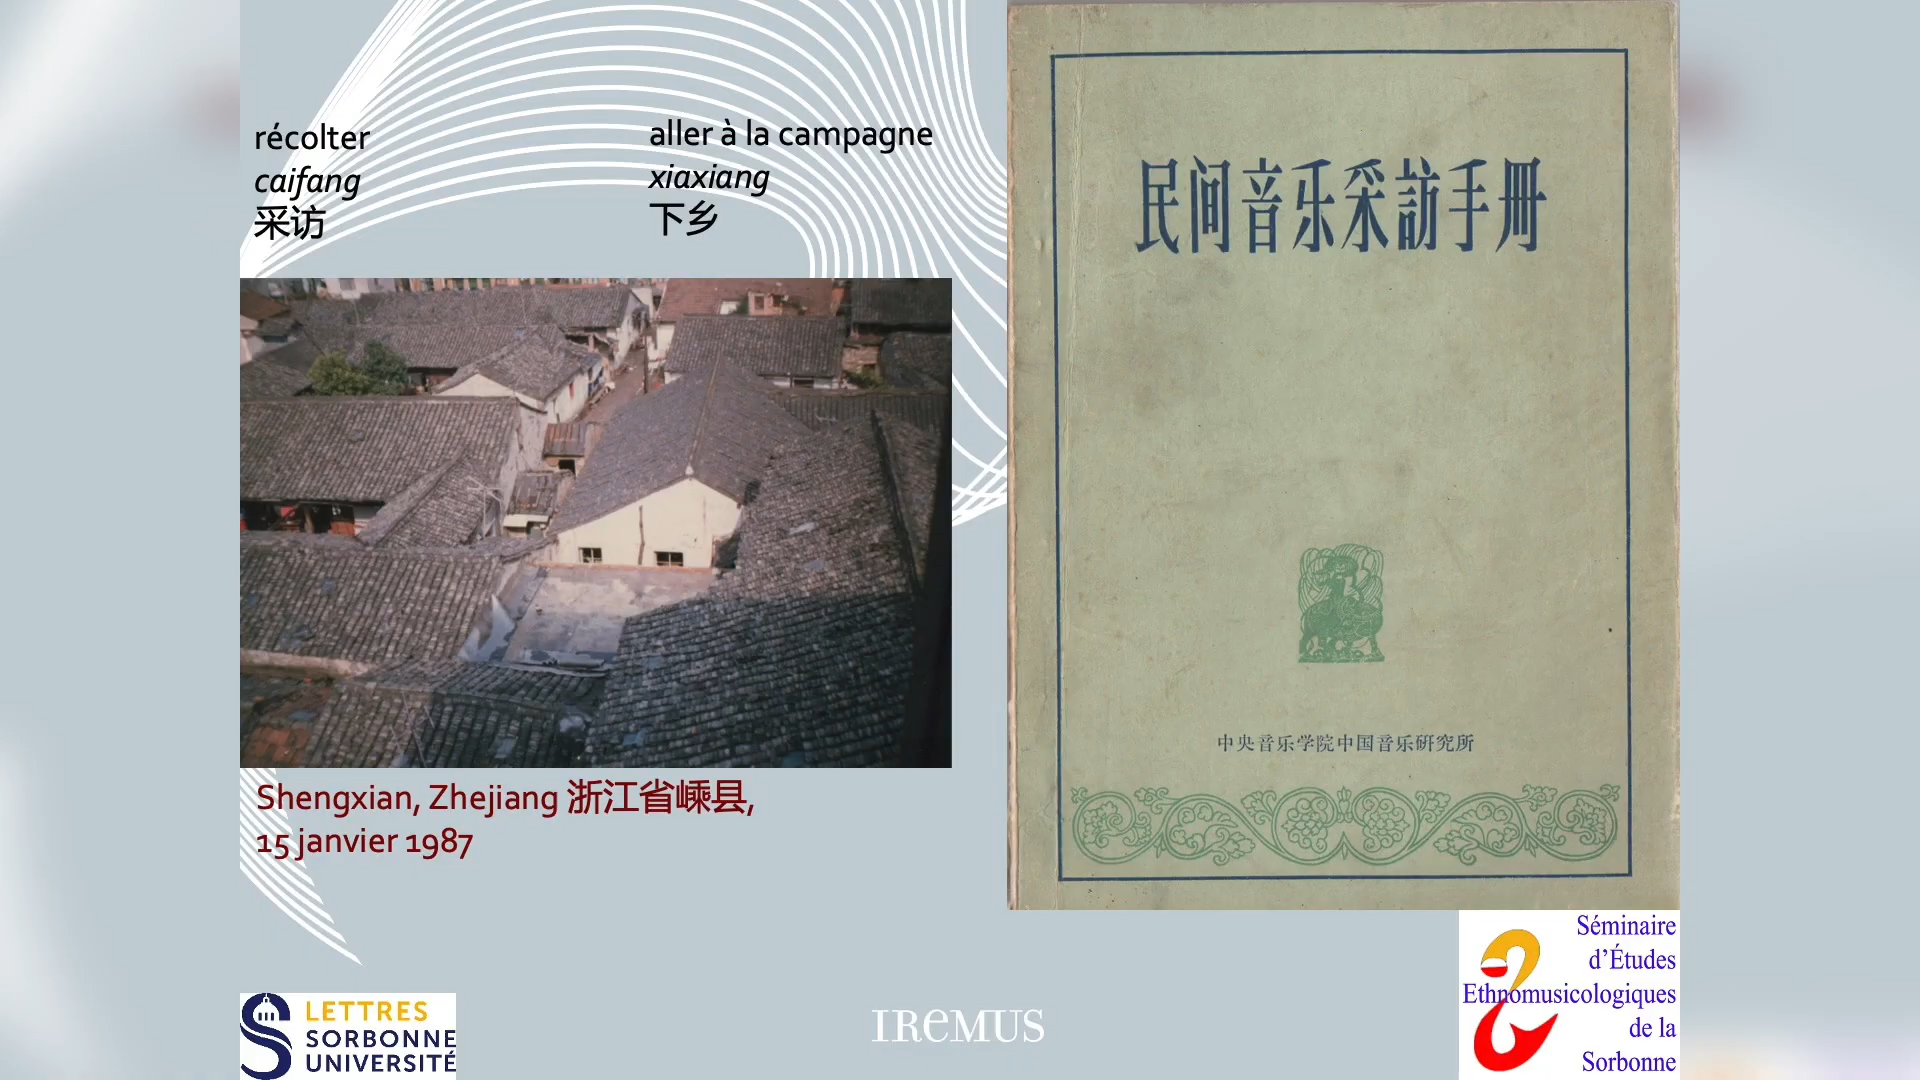 récolter
caifang
采访
aller à la campagne
xiaxiang
下乡
Shengxian, Zhejiang 浙江省嵊县,
15 janvier 1987
民间音乐采訪手册
中央音乐学院中国音乐研究所
LETTRES
SORBONNE
UNIVERSITÉ
IREMUS
Séminaire
d'Études
Ethnomusicologiques
de la
Sorbonne